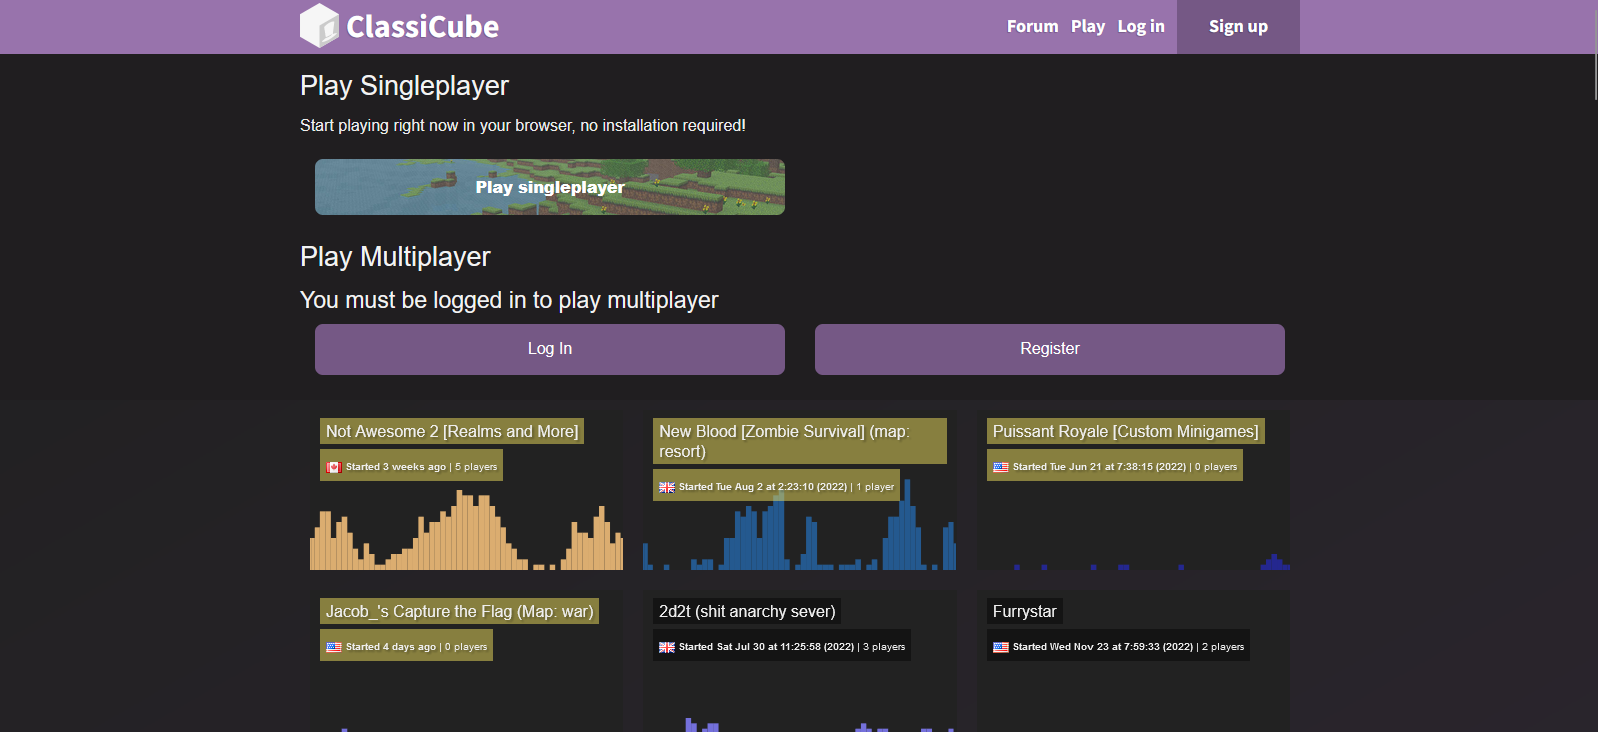 ClassiCube
Forum Play Log in Sign up
Play Singleplayer
Start playing right now in your browser, no installation required!
Play singleplayer
Play Multiplayer
You must be logged in to play multiplayer
Log In
Register
Not Awesome 2 [Realms and More]
Started 3 weeks ago | 5 players
New Blood [Zombie Survival] (map:
resort)
Started Tue Aug 2 at 2:23:10 (2022) | 1 player
Puissant Royale [Custom Minigames]
Started Tue Jun 21 at 7:38:15 (2022) | 0 players
Jacob_'s Capture the Flag (Map: war)
Started 4 days ago | 0 players
2d2t (shit anarchy sever)
Started Sat Jul 30 at 11:25:58 (2022) | 3 players
Furrystar
Started Wed Nov 23 at 7:59:33 (2022) | 2 players